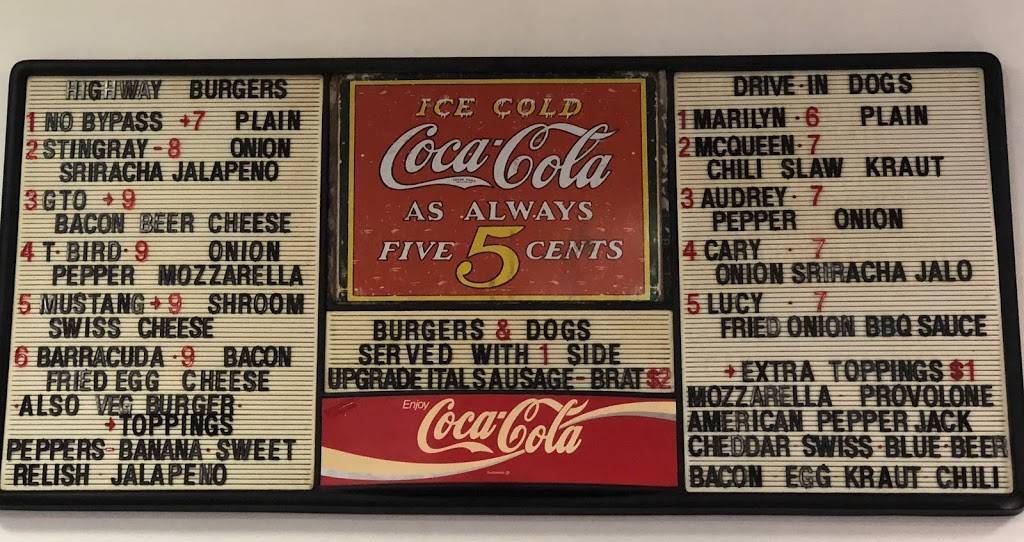 HIGHWAY BURGERS
1 NO BYPASS →7 PLAIN
2 STINGRAY - 8 ONION
SRIRACHA JALAPENO
3 GTO → 9
BACON BEER CHEESE
4 T·BIRD· 9 ONION
PEPPER MOZZARELLA
5 MUSTANG → 9 SHROOM
SWISS CHEESE
6 BARRACUDA · 9 BACON
FRIED EGG CHEESE
·ALSO VEG BURGER·
→TOPPINGS
PEPPERS - BANANA · SWEET
RELISH JALAPENO
ICE COLD
Coca-Cola
AS ALWAYS
FIVE 5 CENTS
BURGERS & DOGS
SERVED WITH 1 SIDE
UPGRADE ITAL SAUSAGE - BRAT $2
Enjoy
Coca-Cola
DRIVE·IN DOGS
1 MARILYN · 6 PLAIN
2 MCQUEEN · 7
CHILI SLAW KRAUT
3 AUDREY · 7
PEPPER ONION
4 CARY · 7
ONION SRIRACHA JALO
5 LUCY · 7
FRIED ONION BBQ SAUCE
→ EXTRA TOPPINGS $1
MOZZARELLA PROVOLONE
AMERICAN PEPPER JACK
CHEDDAR SWISS · BLUE · BEER
BACON EGG KRAUT CHILI